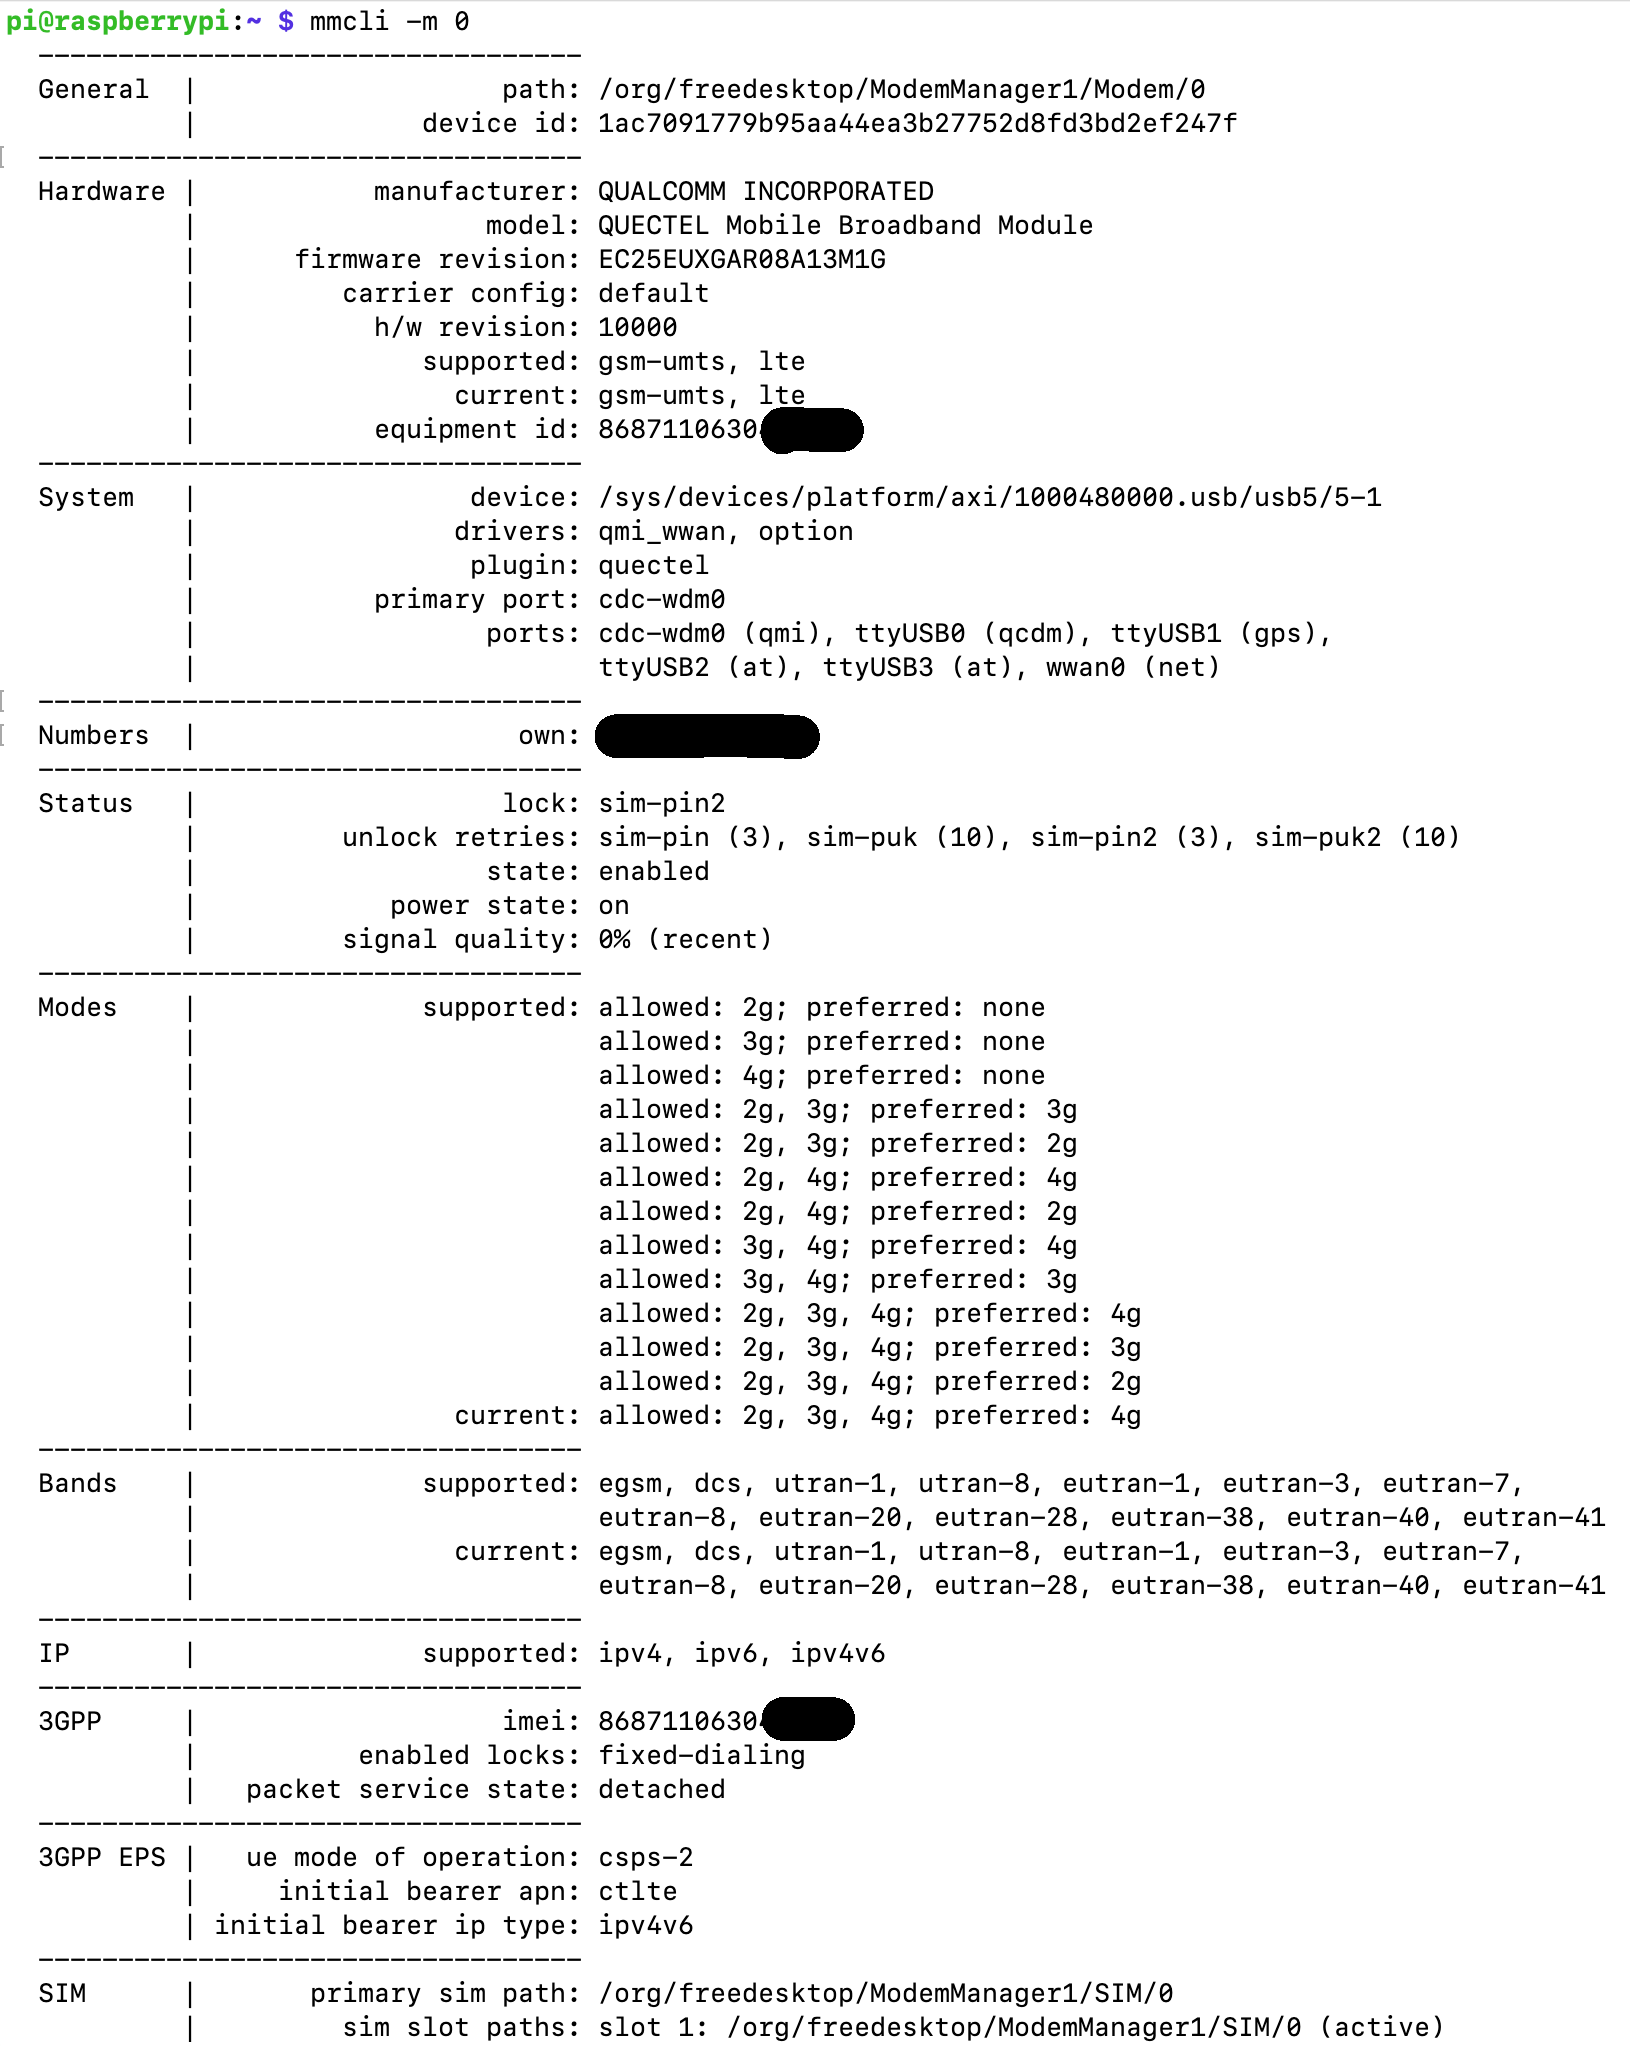 pi@raspberrypi:~ $ mmcli -m 0
----------------------------------
General  |                   path: /org/freedesktop/ModemManager1/Modem/0
         |              device id: 1ac7091779b95aa44ea3b27752d8fd3bd2ef247f
----------------------------------
Hardware |           manufacturer: QUALCOMM INCORPORATED
         |                  model: QUECTEL Mobile Broadband Module
         |      firmware revision: EC25EUXGAR08A13M1G
         |         carrier config: default
         |           h/w revision: 10000
         |              supported: gsm-umts, lte
         |                current: gsm-umts, lte
         |           equipment id: 8687110630
----------------------------------
System   |                 device: /sys/devices/platform/axi/1000480000.usb/usb5/5-1
         |                drivers: qmi_wwan, option
         |                 plugin: quectel
         |           primary port: cdc-wdm0
         |                  ports: cdc-wdm0 (qmi), ttyUSB0 (qcdm), ttyUSB1 (gps),
         |                         ttyUSB2 (at), ttyUSB3 (at), wwan0 (net)
----------------------------------
Numbers  |                    own:
----------------------------------
Status   |                   lock: sim-pin2
         |         unlock retries: sim-pin (3), sim-puk (10), sim-pin2 (3), sim-puk2 (10)
         |                  state: enabled
         |            power state: on
         |         signal quality: 0% (recent)
----------------------------------
Modes    |              supported: allowed: 2g; preferred: none
         |                         allowed: 3g; preferred: none
         |                         allowed: 4g; preferred: none
         |                         allowed: 2g, 3g; preferred: 3g
         |                         allowed: 2g, 3g; preferred: 2g
         |                         allowed: 2g, 4g; preferred: 4g
         |                         allowed: 2g, 4g; preferred: 2g
         |                         allowed: 3g, 4g; preferred: 4g
         |                         allowed: 3g, 4g; preferred: 3g
         |                         allowed: 2g, 3g, 4g; preferred: 4g
         |                         allowed: 2g, 3g, 4g; preferred: 3g
         |                         allowed: 2g, 3g, 4g; preferred: 2g
         |                current: allowed: 2g, 3g, 4g; preferred: 4g
----------------------------------
Bands    |              supported: egsm, dcs, utran-1, utran-8, eutran-1, eutran-3, eutran-7,
         |                         eutran-8, eutran-20, eutran-28, eutran-38, eutran-40, eutran-41
         |                current: egsm, dcs, utran-1, utran-8, eutran-1, eutran-3, eutran-7,
         |                         eutran-8, eutran-20, eutran-28, eutran-38, eutran-40, eutran-41
----------------------------------
IP       |              supported: ipv4, ipv6, ipv4v6
----------------------------------
3GPP     |                   imei: 8687110630
         |          enabled locks: fixed-dialing
         |   packet service state: detached
----------------------------------
3GPP EPS |   ue mode of operation: csps-2
         |     initial bearer apn: ctlte
         | initial bearer ip type: ipv4v6
----------------------------------
SIM      |       primary sim path: /org/freedesktop/ModemManager1/SIM/0
         |         sim slot paths: slot 1: /org/freedesktop/ModemManager1/SIM/0 (active)